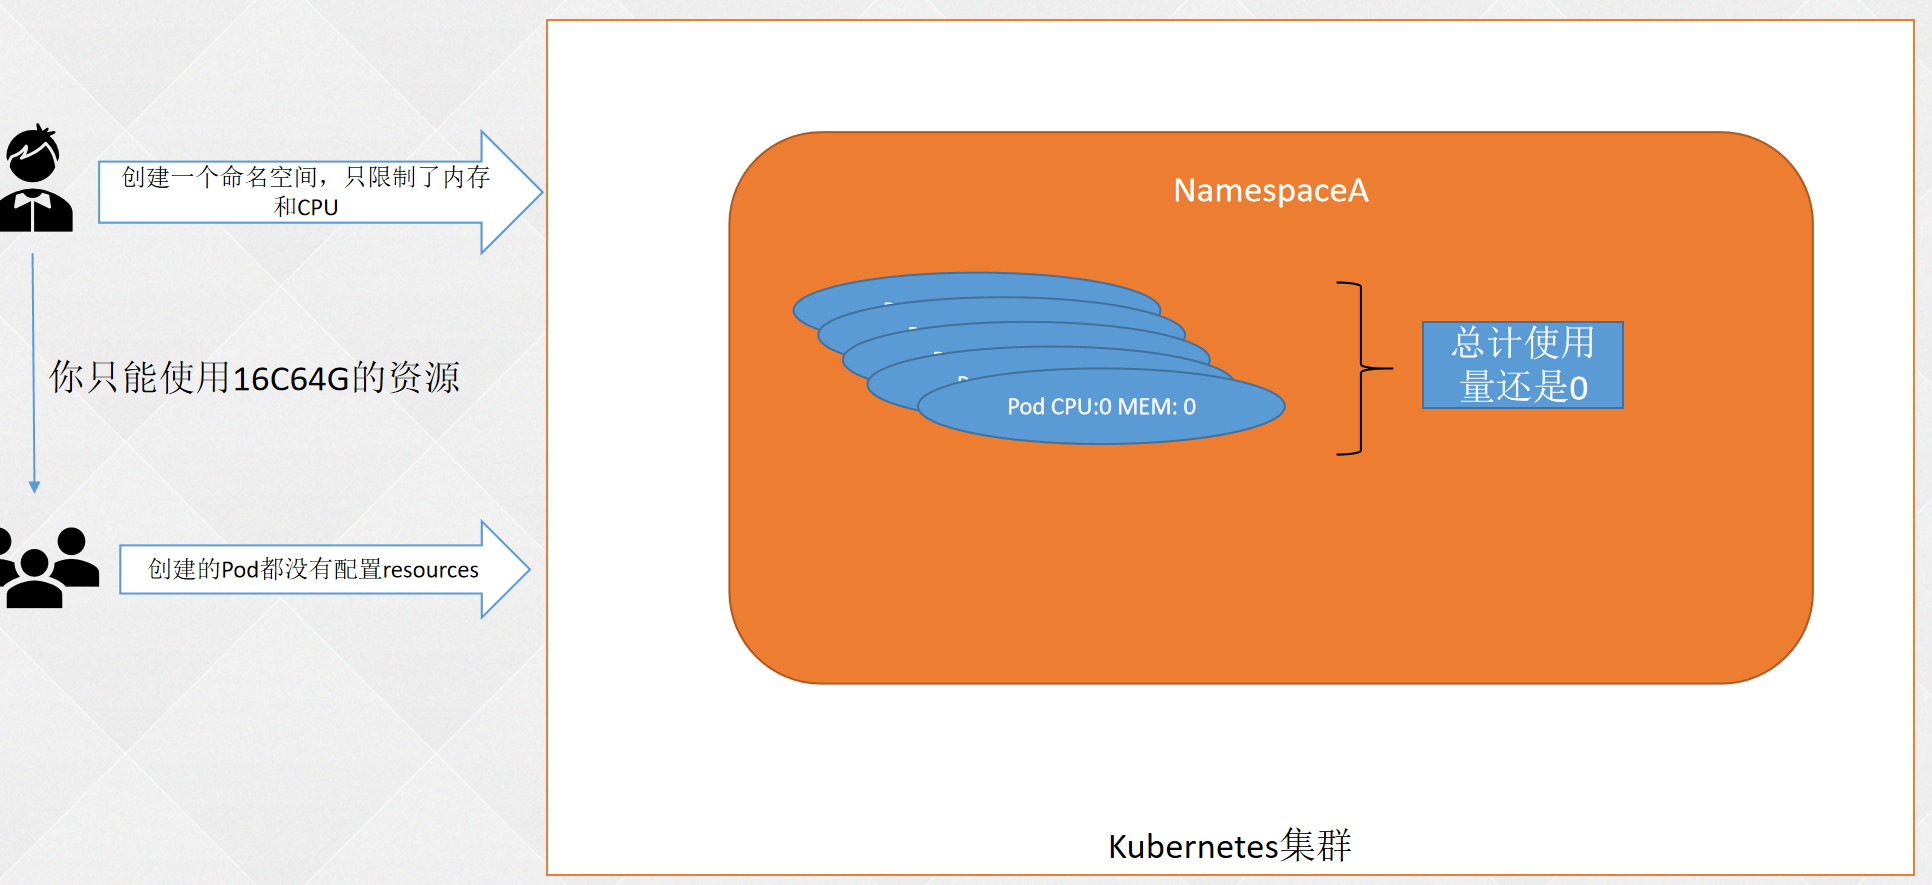 创建一个命名空间，只限制了内存
和CPU
NamespaceA
你只能使用16C64G的资源
总计使用
量还是0
Pod CPU:0 MEM: 0
创建的Pod都没有配置resources
Kubernetes集群